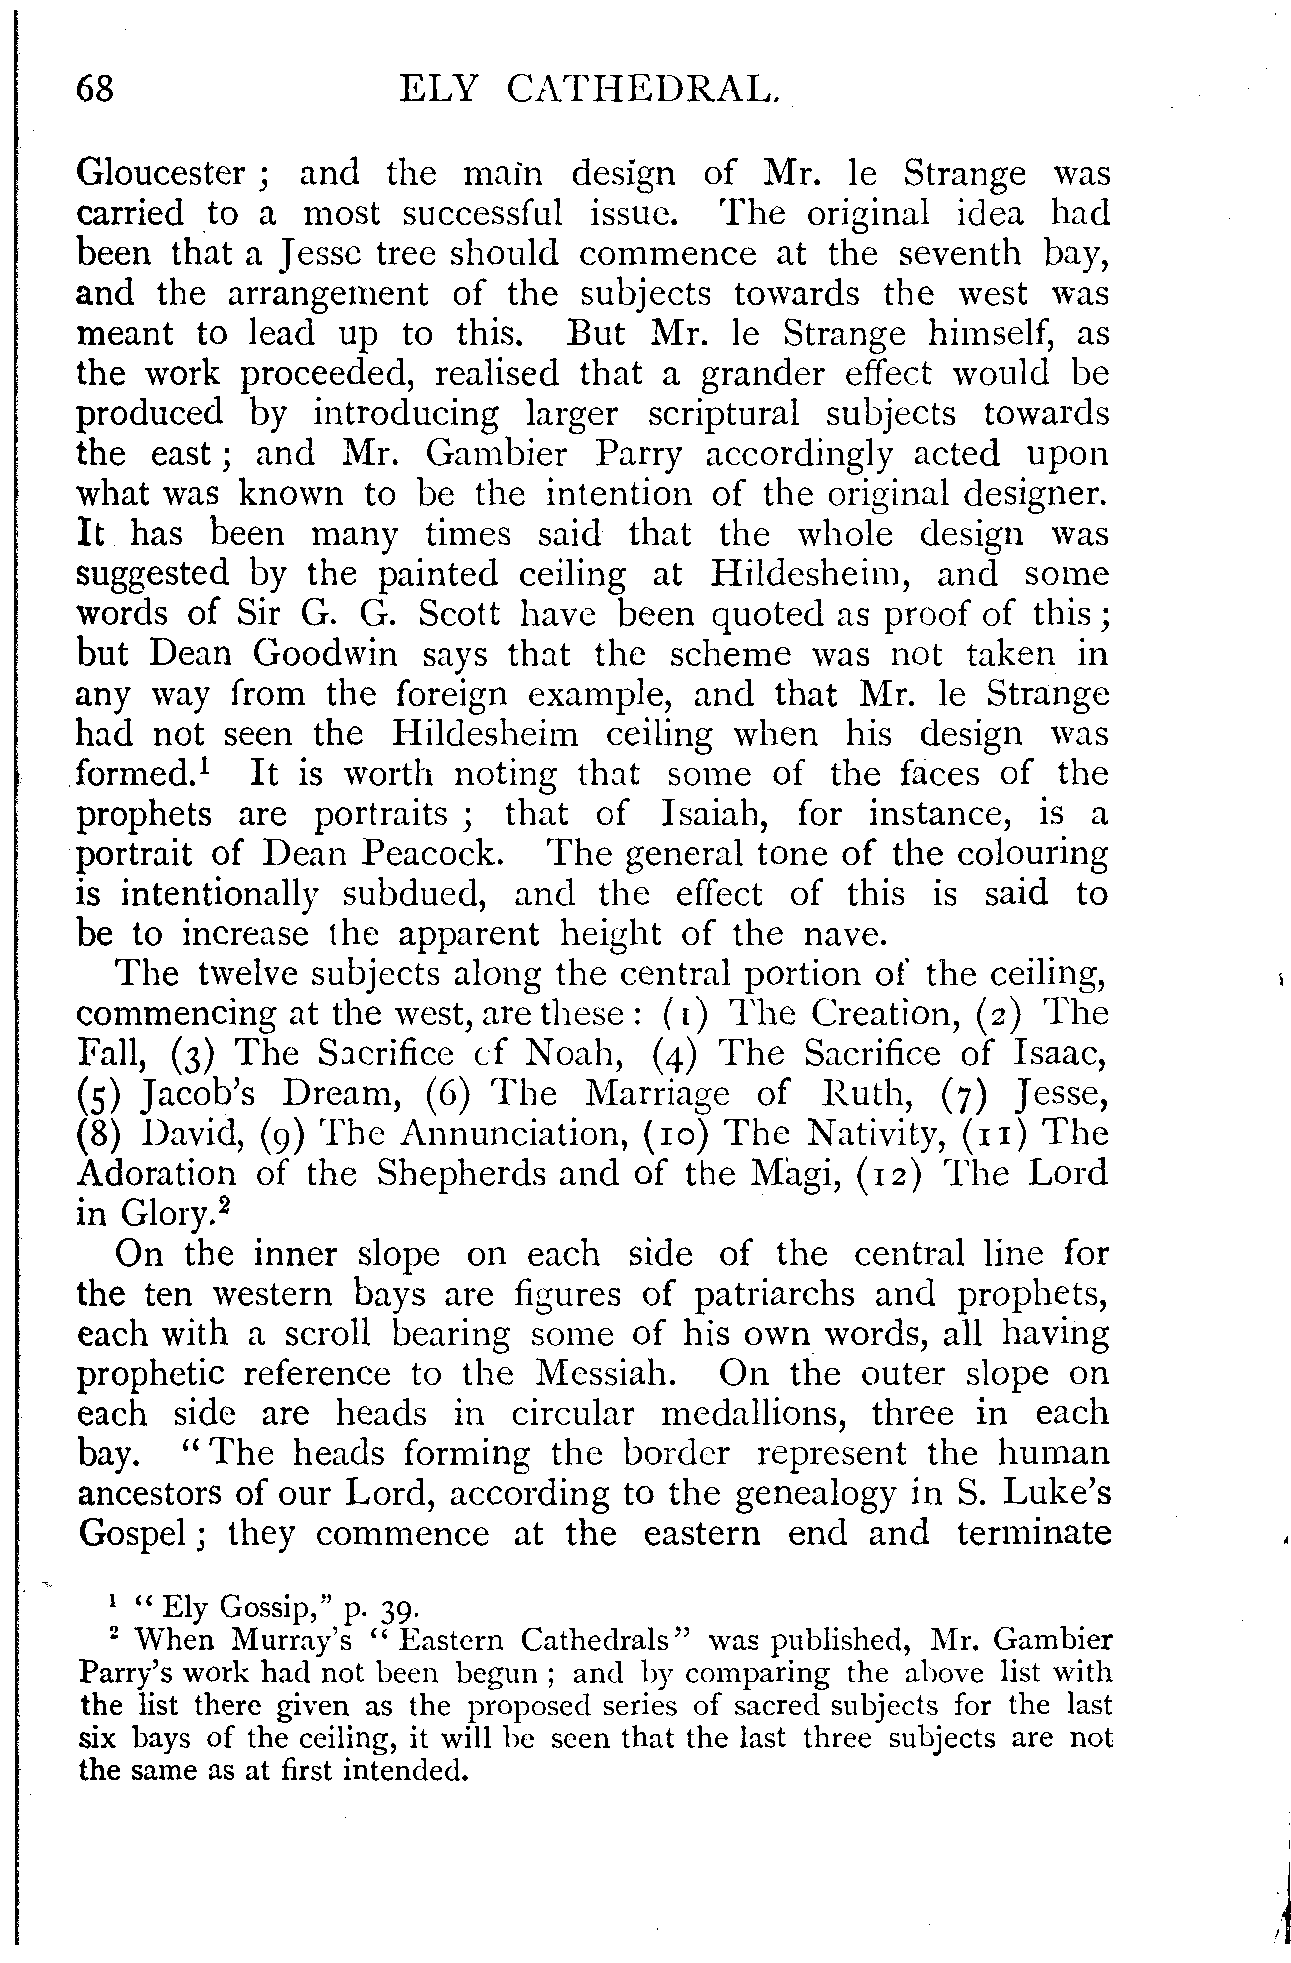 68 ELY CATHEDRAL.
Gloucester ; and the main design of Mr. le Strange was
carried to a most successful issue. The original idea had
been that a Jesse tree should commence at the seventh bay,
and the arrangement of the subjects towards the west was
meant to lead up to this. But Mr. le Strange himself, as
the work proceeded, realised that a grander effect would be
produced by introducing larger scriptural subjects towards
the east ; and Mr. Gambier Parry accordingly acted upon
what was known to be the intention of the original designer.
It has been many times said that the whole design was
suggested by the painted ceiling at Hildesheim, and some
words of Sir G. G. Scott have been quoted as proof of this ;
but Dean Goodwin says that the scheme was not taken in
any way from the foreign example, and that Mr. le Strange
had not seen the Hildesheim ceiling when his design was
formed.¹ It is worth noting that some of the faces of the
prophets are portraits ; that of Isaiah, for instance, is a
portrait of Dean Peacock. The general tone of the colouring
is intentionally subdued, and the effect of this is said to
be to increase the apparent height of the nave.
The twelve subjects along the central portion of the ceiling,
commencing at the west, are these : (1) The Creation, (2) The
Fall, (3) The Sacrifice of Noah, (4) The Sacrifice of Isaac,
(5) Jacob's Dream, (6) The Marriage of Ruth, (7) Jesse,
(8) David, (9) The Annunciation, (10) The Nativity, (11) The
Adoration of the Shepherds and of the Magi, (12) The Lord
in Glory.²
On the inner slope on each side of the central line for
the ten western bays are figures of patriarchs and prophets,
each with a scroll bearing some of his own words, all having
prophetic reference to the Messiah. On the outer slope on
each side are heads in circular medallions, three in each
bay. " The heads forming the border represent the human
ancestors of our Lord, according to the genealogy in S. Luke's
Gospel ; they commence at the eastern end and terminate
¹ " Ely Gossip," p. 39.
² When Murray's " Eastern Cathedrals" was published, Mr. Gambier
Parry's work had not been begun ; and by comparing the above list with
the list there given as the proposed series of sacred subjects for the last
six bays of the ceiling, it will be seen that the last three subjects are not
the same as at first intended.